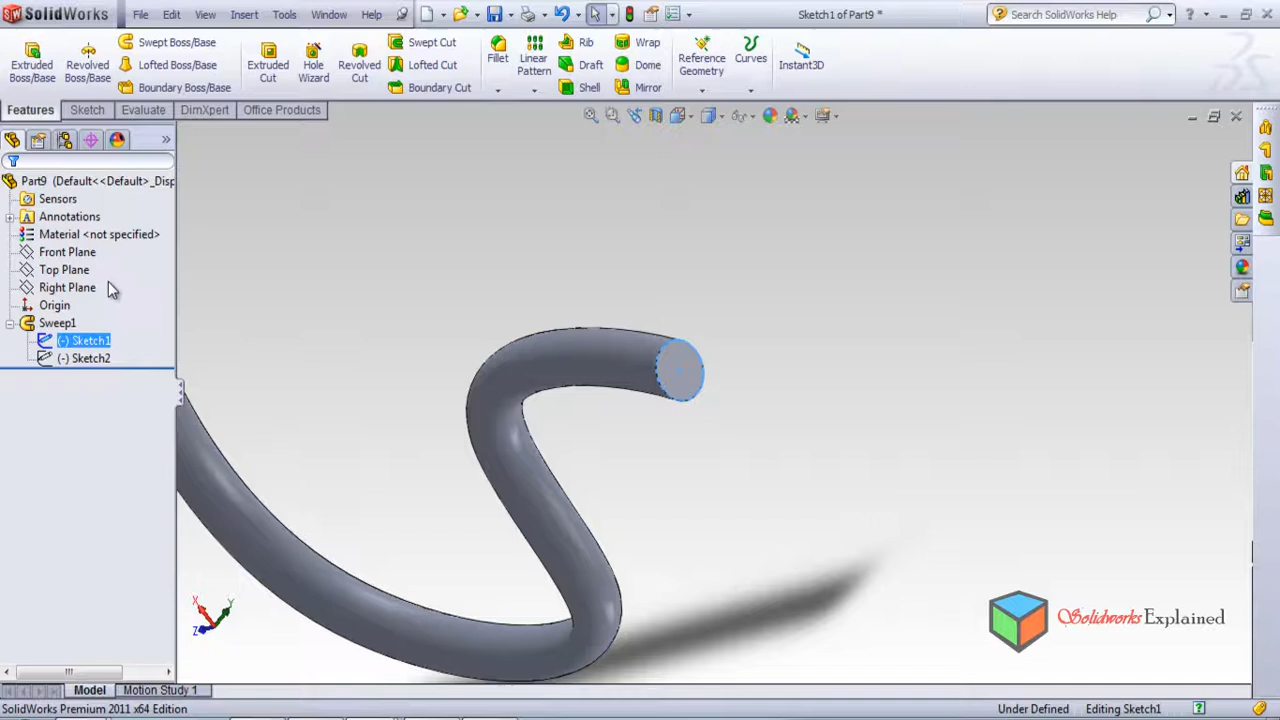 SolidWorks File Edit View Insert Tools Window Help Sketch1 of Part9 * Search SolidWorks Help
Extruded Boss/Base Revolved Boss/Base Swept Boss/Base Lofted Boss/Base Boundary Boss/Base Extruded Cut Hole Wizard Revolved Cut Swept Cut Lofted Cut Boundary Cut Fillet Linear Pattern Rib Draft Shell Wrap Dome Mirror Reference Geometry Curves Instant3D
Features Sketch Evaluate DimXpert Office Products
Part9 (Default<<Default>_Disp
Sensors
Annotations
Material <not specified>
Front Plane
Top Plane
Right Plane
Origin
Sweep1
(-) Sketch1
(-) Sketch2
X Y Z
Solidworks Explained
Model Motion Study 1
SolidWorks Premium 2011 x64 Edition Under Defined Editing Sketch1